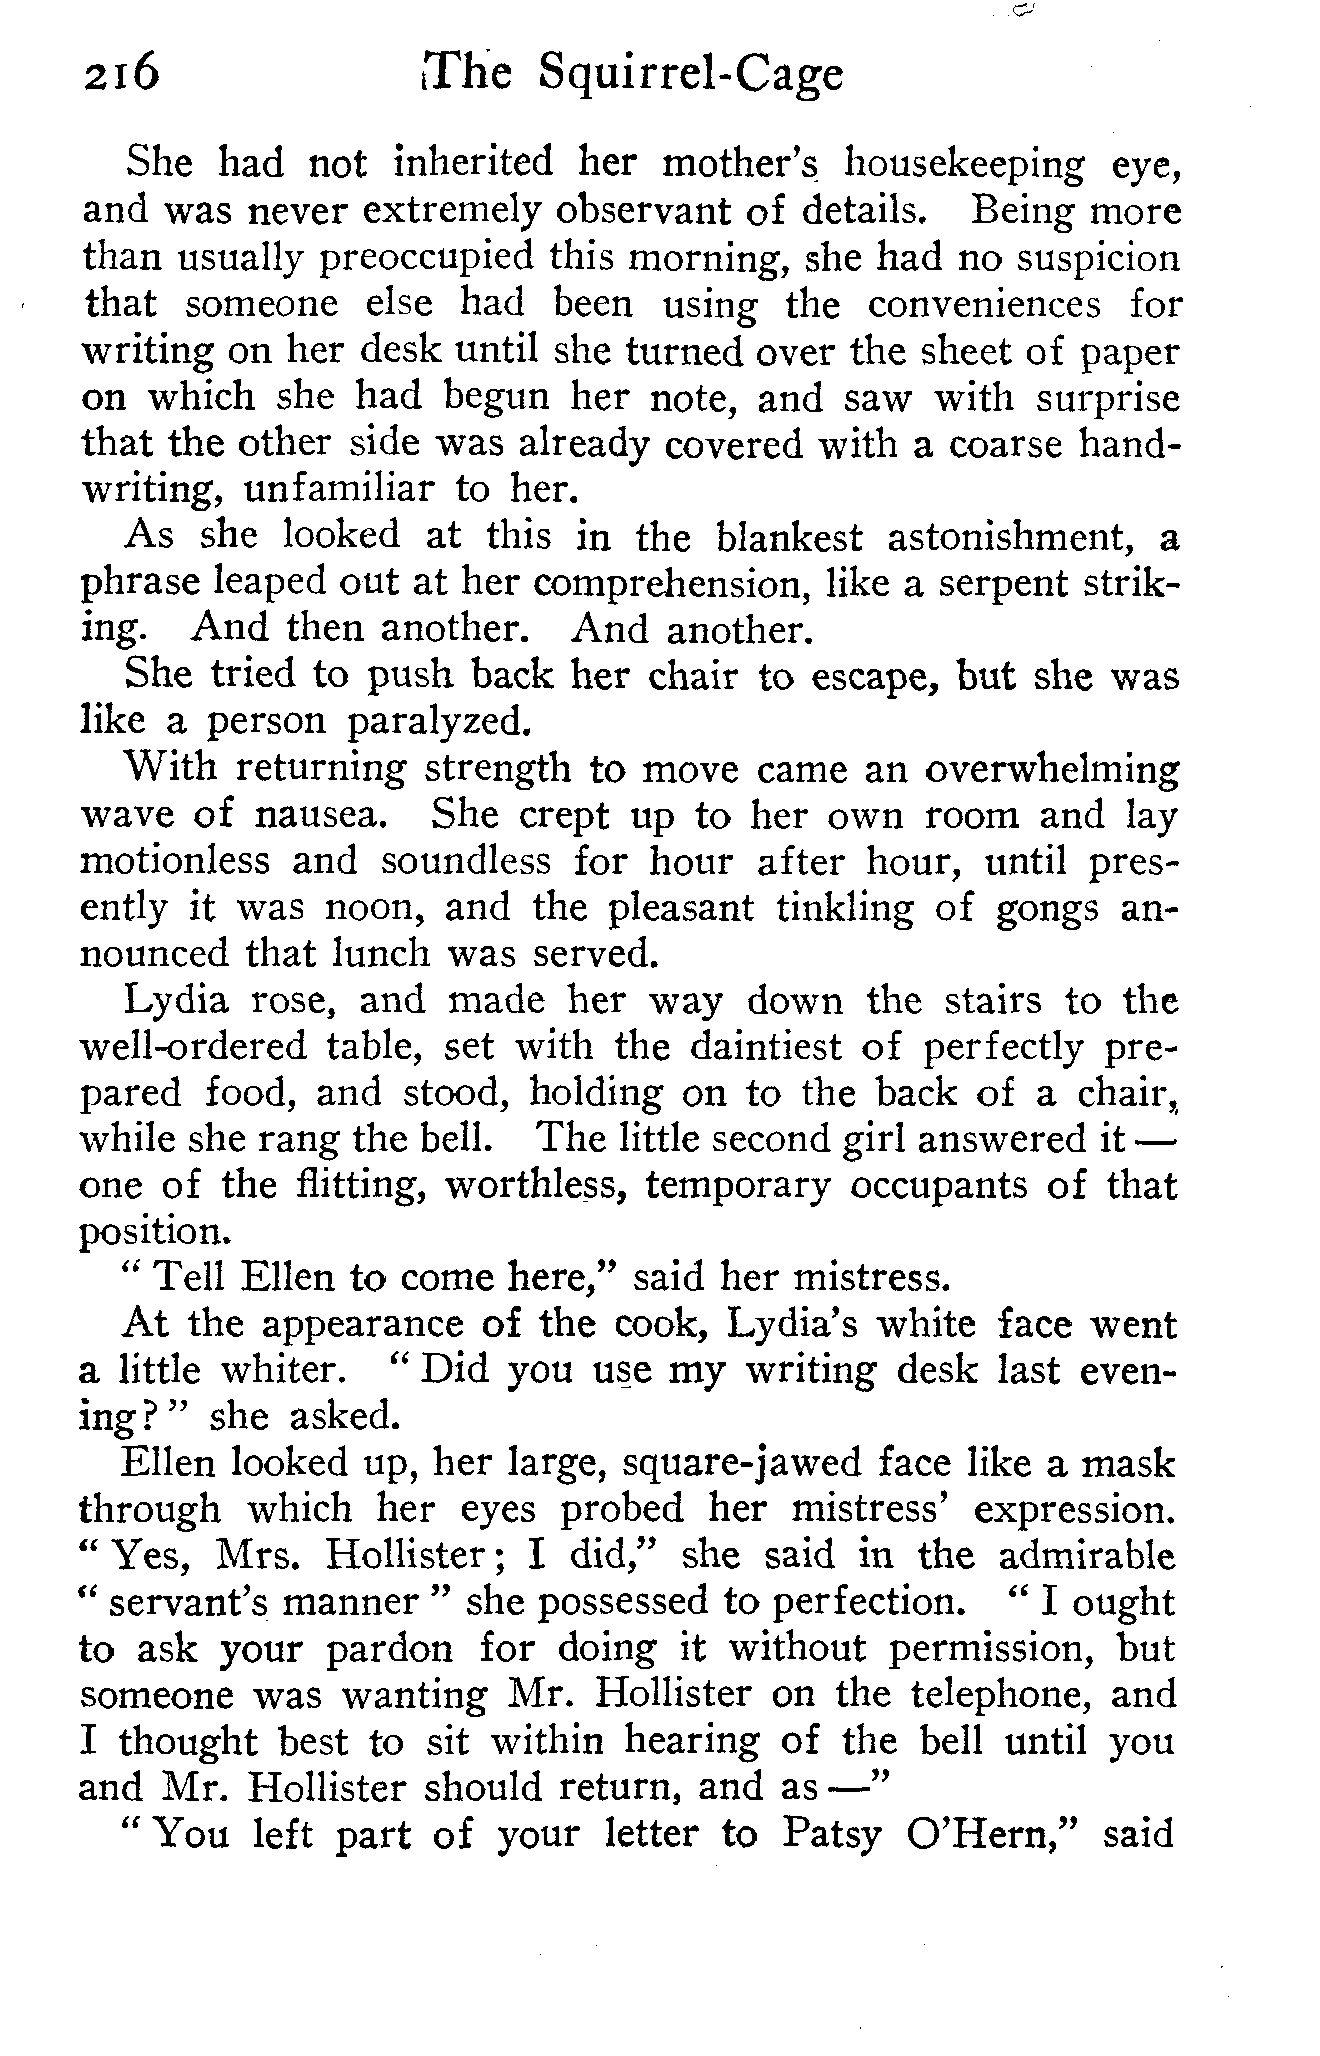 216 The Squirrel-Cage
She had not inherited her mother's housekeeping eye,
and was never extremely observant of details. Being more
than usually preoccupied this morning, she had no suspicion
that someone else had been using the conveniences for
writing on her desk until she turned over the sheet of paper
on which she had begun her note, and saw with surprise
that the other side was already covered with a coarse hand-
writing, unfamiliar to her.
As she looked at this in the blankest astonishment, a
phrase leaped out at her comprehension, like a serpent strik-
ing. And then another. And another.
She tried to push back her chair to escape, but she was
like a person paralyzed.
With returning strength to move came an overwhelming
wave of nausea. She crept up to her own room and lay
motionless and soundless for hour after hour, until pres-
ently it was noon, and the pleasant tinkling of gongs an-
nounced that lunch was served.
Lydia rose, and made her way down the stairs to the
well-ordered table, set with the daintiest of perfectly pre-
pared food, and stood, holding on to the back of a chair,
while she rang the bell. The little second girl answered it —
one of the flitting, worthless, temporary occupants of that
position.
" Tell Ellen to come here," said her mistress.
At the appearance of the cook, Lydia's white face went
a little whiter. " Did you use my writing desk last even-
ing? " she asked.
Ellen looked up, her large, square-jawed face like a mask
through which her eyes probed her mistress' expression.
" Yes, Mrs. Hollister; I did," she said in the admirable
" servant's manner " she possessed to perfection. " I ought
to ask your pardon for doing it without permission, but
someone was wanting Mr. Hollister on the telephone, and
I thought best to sit within hearing of the bell until you
and Mr. Hollister should return, and as —"
" You left part of your letter to Patsy O'Hern," said